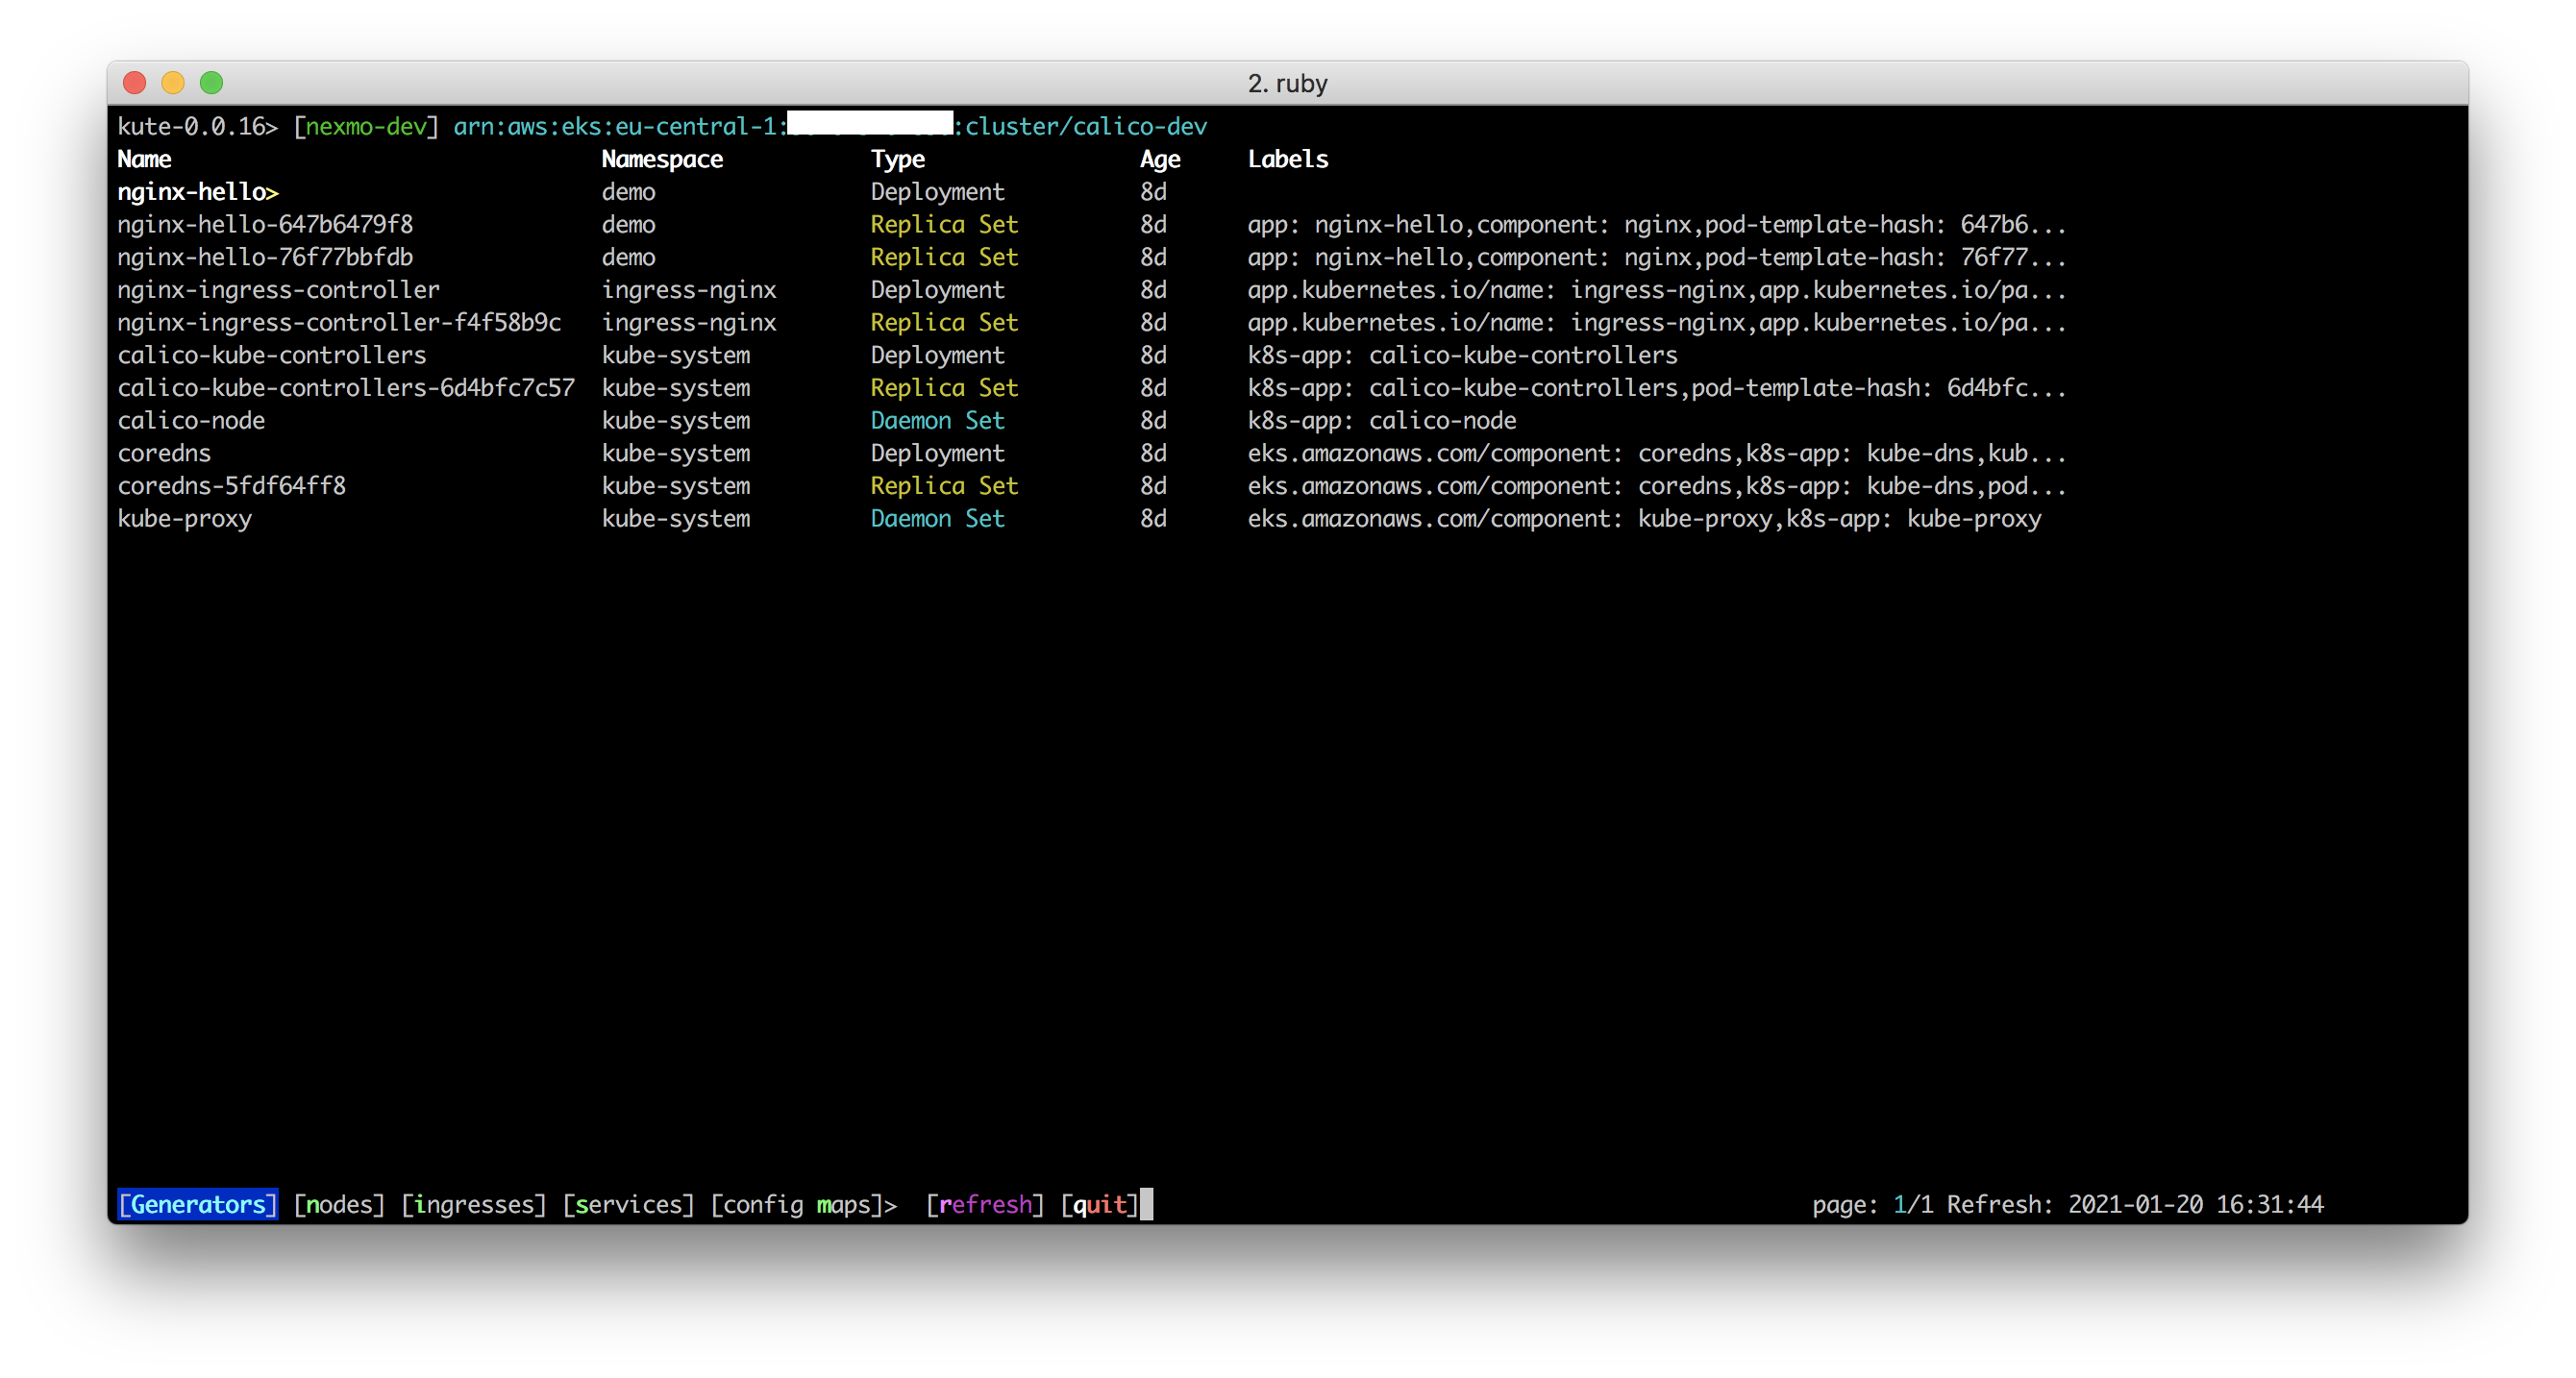 2. ruby
kute-0.0.16> [nexmo-dev] arn:aws:eks:eu-central-1: :cluster/calico-dev
Name Namespace Type Age Labels
nginx-hello> demo Deployment 8d
nginx-hello-647b6479f8 demo Replica Set 8d app: nginx-hello,component: nginx,pod-template-hash: 647b6...
nginx-hello-76f77bbfdb demo Replica Set 8d app: nginx-hello,component: nginx,pod-template-hash: 76f77...
nginx-ingress-controller ingress-nginx Deployment 8d app.kubernetes.io/name: ingress-nginx,app.kubernetes.io/pa...
nginx-ingress-controller-f4f58b9c ingress-nginx Replica Set 8d app.kubernetes.io/name: ingress-nginx,app.kubernetes.io/pa...
calico-kube-controllers kube-system Deployment 8d k8s-app: calico-kube-controllers
calico-kube-controllers-6d4bfc7c57 kube-system Replica Set 8d k8s-app: calico-kube-controllers,pod-template-hash: 6d4bfc...
calico-node kube-system Daemon Set 8d k8s-app: calico-node
coredns kube-system Deployment 8d eks.amazonaws.com/component: coredns,k8s-app: kube-dns,kub...
coredns-5fdf64ff8 kube-system Replica Set 8d eks.amazonaws.com/component: coredns,k8s-app: kube-dns,pod...
kube-proxy kube-system Daemon Set 8d eks.amazonaws.com/component: kube-proxy,k8s-app: kube-proxy
[Generators] [nodes] [ingresses] [services] [config maps]> [refresh] [quit] page: 1/1 Refresh: 2021-01-20 16:31:44